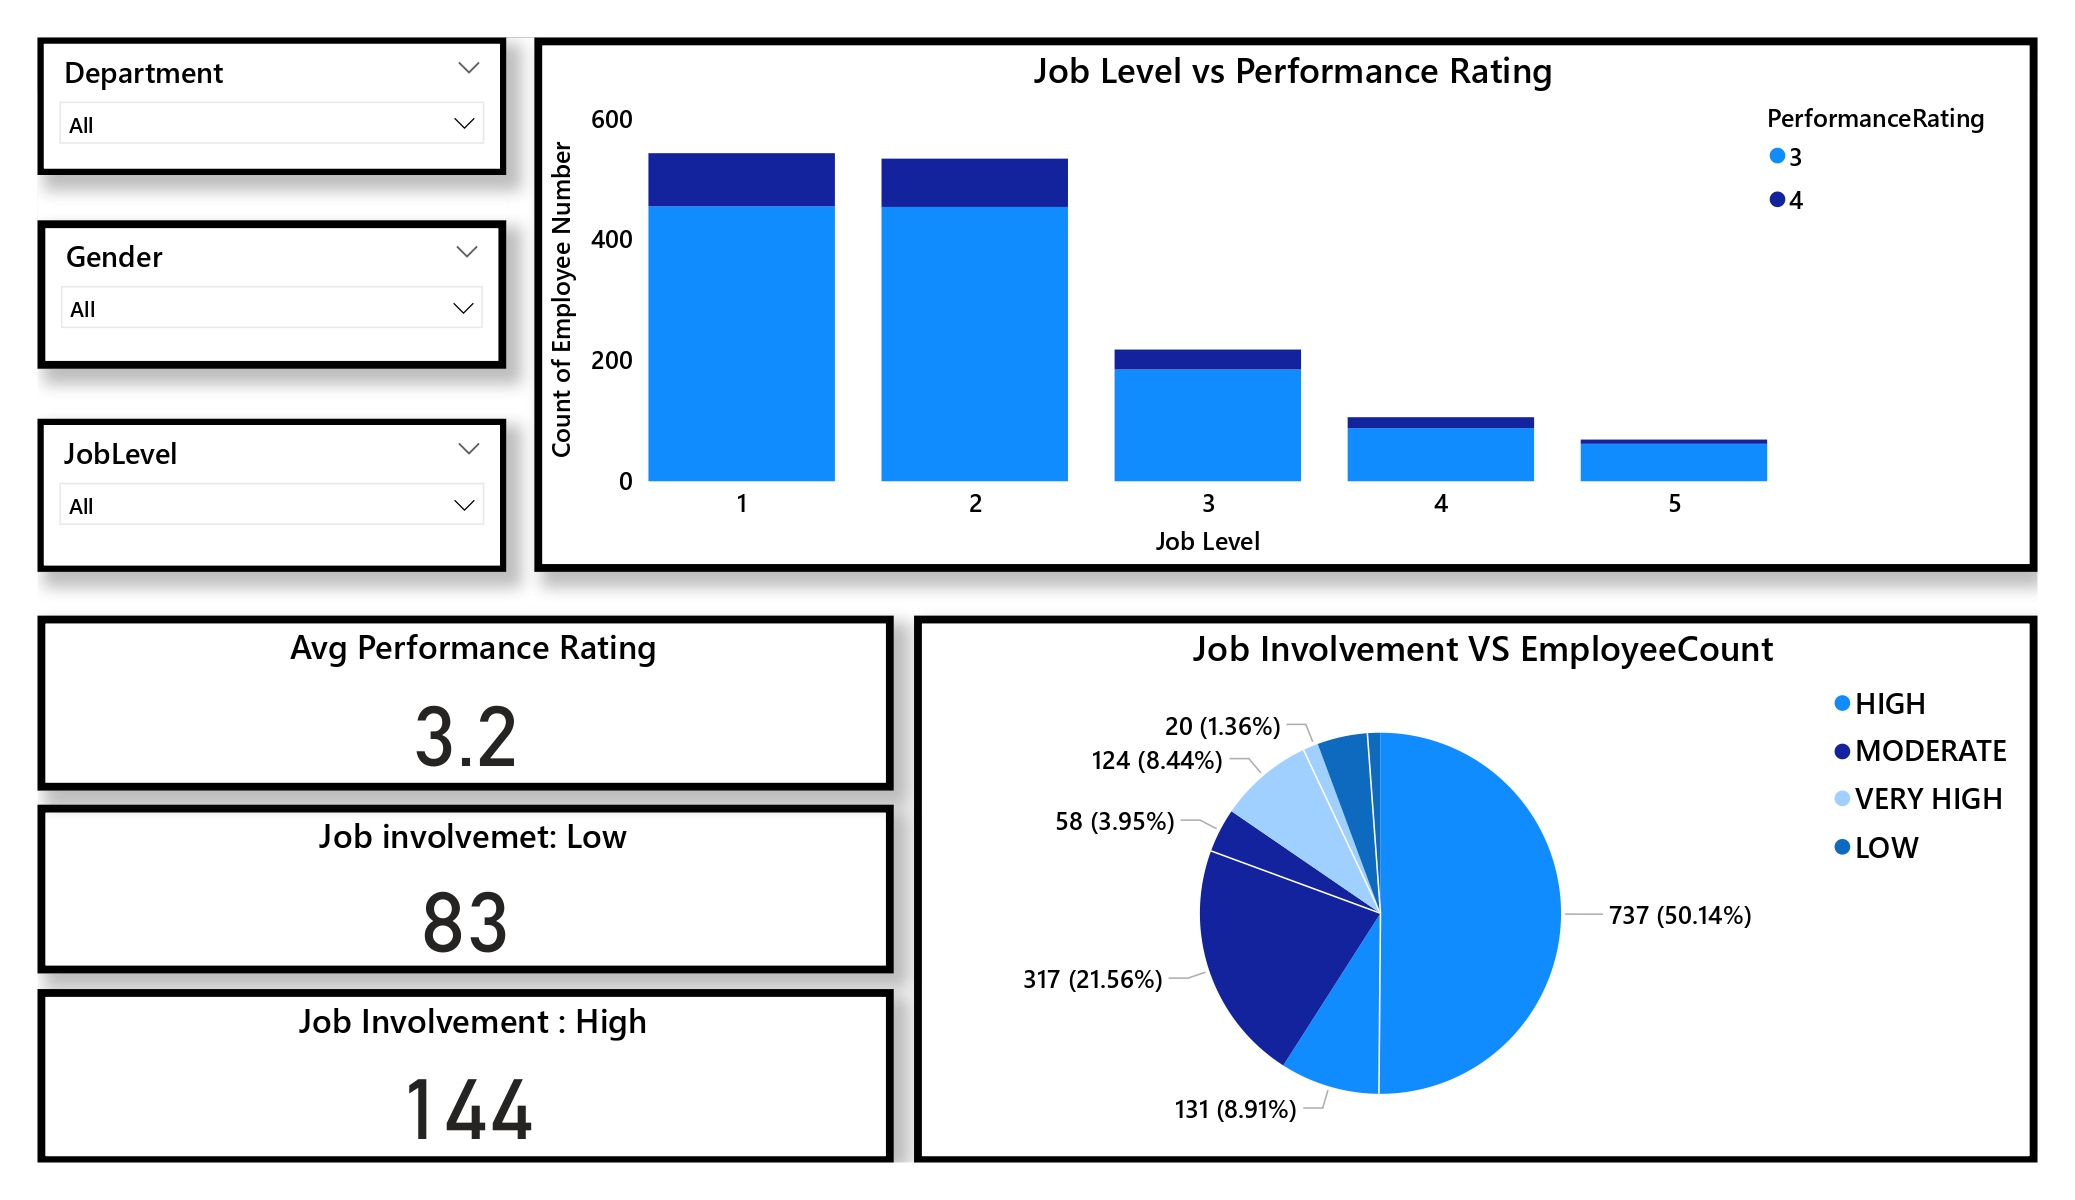 Department
All
Gender
All
JobLevel
All
Job Level vs Performance Rating
Count of Employee Number
600
400
200
0
1 2 3 4 5
Job Level
PerformanceRating
3
4
Avg Performance Rating
3.2
Job involvemet: Low
83
Job Involvement : High
144
Job Involvement VS EmployeeCount
20 (1.36%)
124 (8.44%)
58 (3.95%)
317 (21.56%)
131 (8.91%)
737 (50.14%)
HIGH
MODERATE
VERY HIGH
LOW